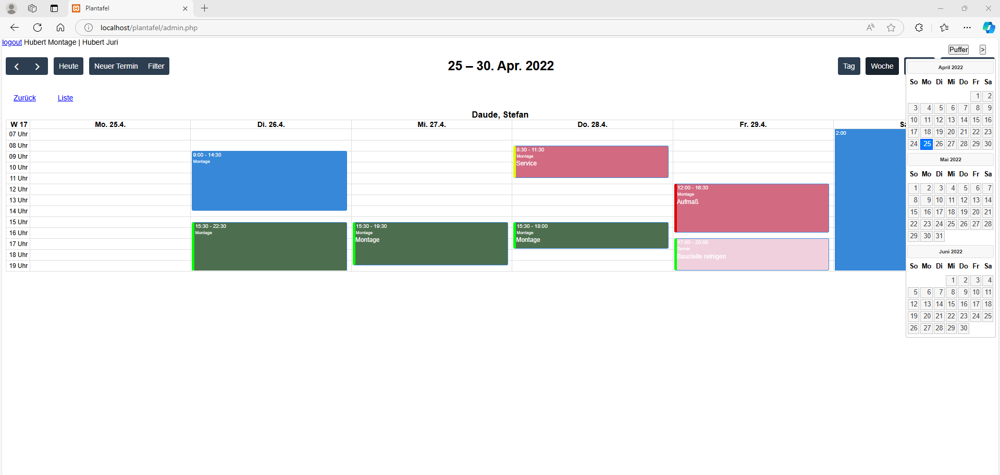 Plantafel
localhost/plantafel/admin.php
logout Hubert Montage | Hubert Juri
Puffer >
Heute Neuer Termin Filter
25 – 30. Apr. 2022
Tag Woche
Zurück Liste
Daude, Stefan
W 17 Mo. 25.4. Di. 26.4. Mi. 27.4. Do. 28.4. Fr. 29.4.
07 Uhr
08 Uhr
09 Uhr
10 Uhr
11 Uhr
12 Uhr
13 Uhr
14 Uhr
15 Uhr
16 Uhr
17 Uhr
18 Uhr
19 Uhr
9:00 - 14:30
Montage
15:30 - 22:30
Montage
15:30 - 19:30
Montage
Montage
8:30 - 11:30
Montage
Service
15:30 - 18:00
Montage
Montage
12:00 - 16:30
Montage
Aufmaß
17:00 - 20:00
Termin
Baustelle reinigen
2:00
April 2022
So Mo Di Mi Do Fr Sa
1 2
3 4 5 6 7 8 9
10 11 12 13 14 15 16
17 18 19 20 21 22 23
24 25 26 27 28 29 30
Mai 2022
So Mo Di Mi Do Fr Sa
1 2 3 4 5 6 7
8 9 10 11 12 13 14
15 16 17 18 19 20 21
22 23 24 25 26 27 28
29 30 31
Juni 2022
So Mo Di Mi Do Fr Sa
1 2 3 4
5 6 7 8 9 10 11
12 13 14 15 16 17 18
19 20 21 22 23 24 25
26 27 28 29 30